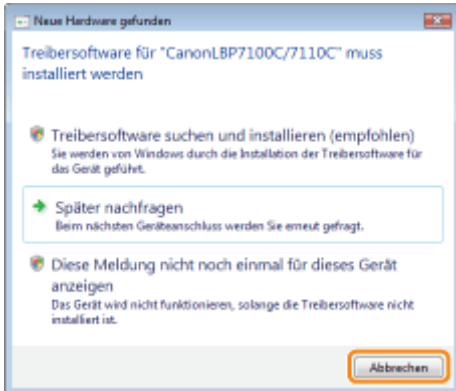 Neue Hardware gefunden
Treibersoftware für "CanonLBP7100C/7110C" muss
installiert werden
Treibersoftware suchen und installieren (empfohlen)
Sie werden von Windows durch die Installation der Treibersoftware für
das Gerät geführt.
Später nachfragen
Beim nächsten Geräteanschluss werden Sie erneut gefragt.
Diese Meldung nicht noch einmal für dieses Gerät
anzeigen
Das Gerät wird nicht funktionieren, solange die Treibersoftware nicht
installiert ist.
Abbrechen